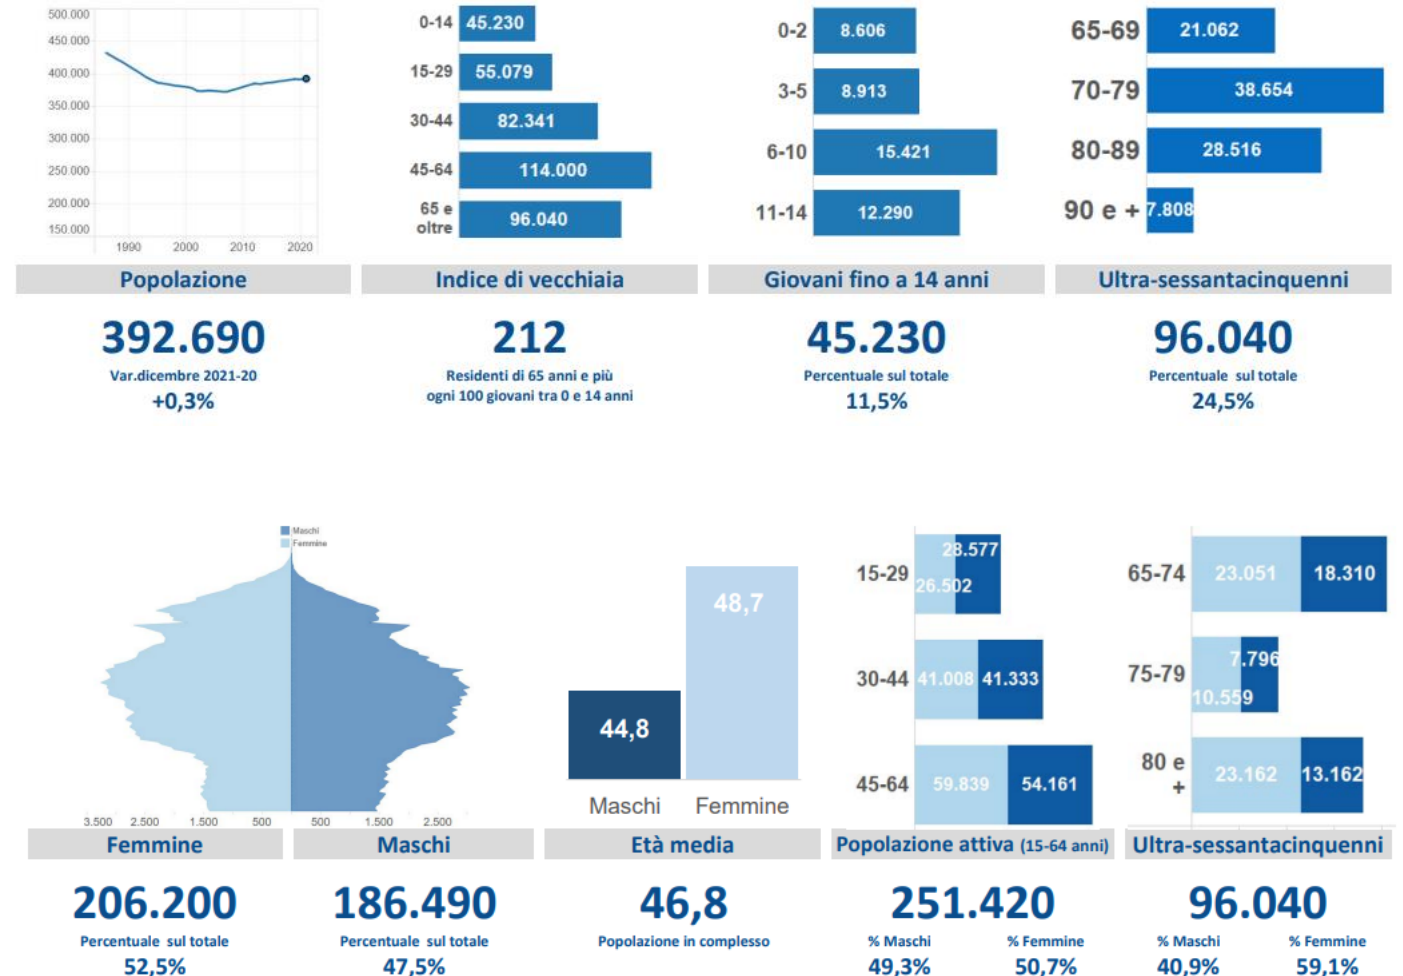 500.000
450.000
400.000
350.000
300.000
250.000
200.000
150.000
1990 2000 2010 2020
0-14 45.230
15-29 55.079
30-44 82.341
45-64 114.000
65 e
oltre 96.040
0-2 8.606
3-5 8.913
6-10 15.421
11-14 12.290
65-69 21.062
70-79 38.654
80-89 28.516
90 e + 7.808
Popolazione
Indice di vecchiaia
Giovani fino a 14 anni
Ultra-sessantacinquenni
392.690
Var.dicembre 2021-20
+0,3%
212
Residenti di 65 anni e più
ogni 100 giovani tra 0 e 14 anni
45.230
Percentuale sul totale
11,5%
96.040
Percentuale sul totale
24,5%
Maschi
Femmine
3.500 2.500 1.500 500 500 1.500 2.500
48,7
44,8
Maschi Femmine
15-29 28.577
26.502
30-44 41.008 41.333
45-64 59.839 54.161
65-74 23.051 18.310
75-79 7.796
10.559
80 e
+ 23.162 13.162
Femmine
Maschi
Età media
Popolazione attiva (15-64 anni)
Ultra-sessantacinquenni
206.200
Percentuale sul totale
52,5%
186.490
Percentuale sul totale
47,5%
46,8
Popolazione in complesso
251.420
% Maschi % Femmine
49,3% 50,7%
96.040
% Maschi % Femmine
40,9% 59,1%